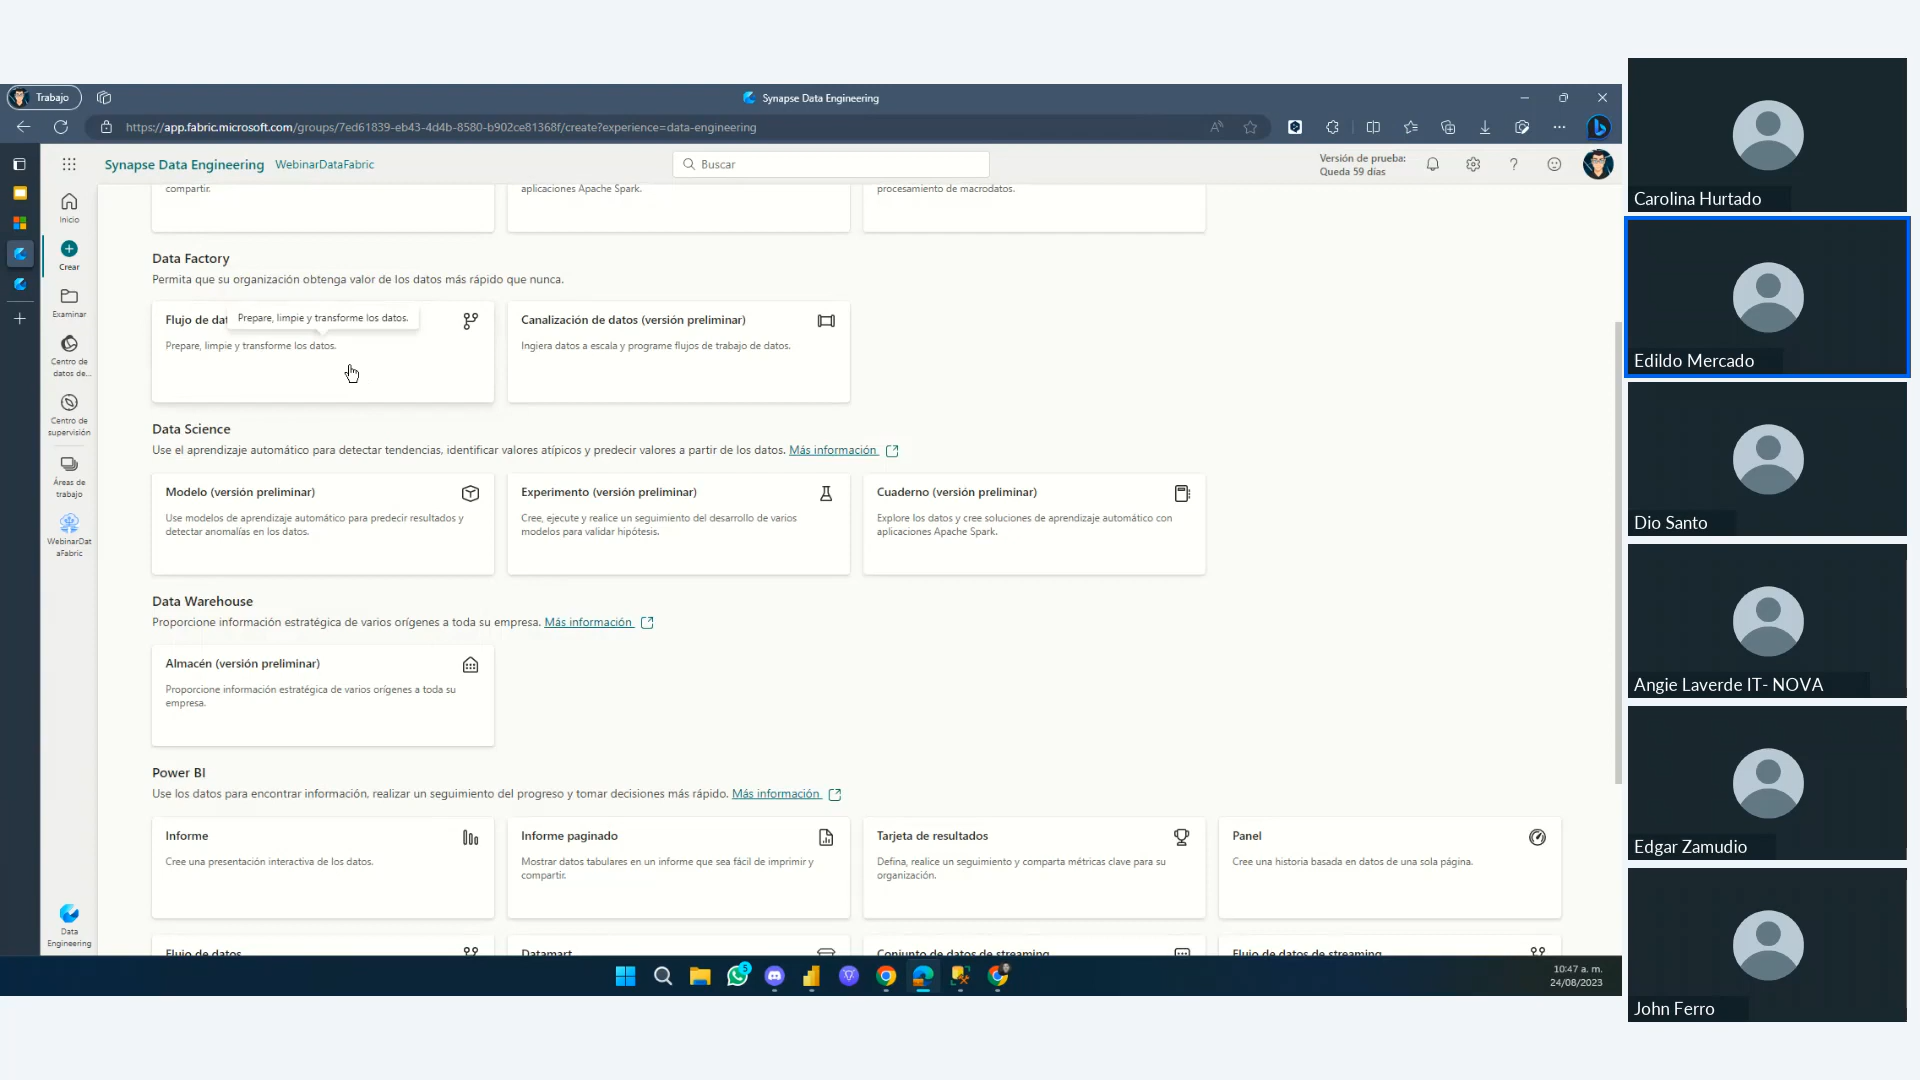 Trabajo
Synapse Data Engineering
https://app.fabric.microsoft.com/groups/7ed61839-eb43-4d4b-8580-b902ce81368f/create?experience=data-engineering
Synapse Data Engineering WebinarDataFabric
Buscar
Versión de prueba:
Queda 59 días
Inicio
Crear
Examinar
Centro de
datos de...
Centro de
supervisión
Áreas de
trabajo
WebinarDat
aFabric
Data
Engineering
compartir.
aplicaciones Apache Spark.
procesamiento de macrodatos.
Data Factory
Permita que su organización obtenga valor de los datos más rápido que nunca.
Flujo de dat
Prepare, limpie y transforme los datos.
Prepare, limpie y transforme los datos.
Canalización de datos (versión preliminar)
Ingiera datos a escala y programe flujos de trabajo de datos.
Data Science
Use el aprendizaje automático para detectar tendencias, identificar valores atípicos y predecir valores a partir de los datos. Más información
Modelo (versión preliminar)
Use modelos de aprendizaje automático para predecir resultados y
detectar anomalías en los datos.
Experimento (versión preliminar)
Cree, ejecute y realice un seguimiento del desarrollo de varios
modelos para validar hipótesis.
Cuaderno (versión preliminar)
Explore los datos y cree soluciones de aprendizaje automático con
aplicaciones Apache Spark.
Data Warehouse
Proporcione información estratégica de varios orígenes a toda su empresa. Más información
Almacén (versión preliminar)
Proporcione información estratégica de varios orígenes a toda su
empresa.
Power BI
Use los datos para encontrar información, realizar un seguimiento del progreso y tomar decisiones más rápido. Más información
Informe
Cree una presentación interactiva de los datos.
Informe paginado
Mostrar datos tabulares en un informe que sea fácil de imprimir y
compartir.
Tarjeta de resultados
Defina, realice un seguimiento y comparta métricas clave para su
organización.
Panel
Cree una historia basada en datos de una sola página.
Flujo de datos
Datamart
Conjunto de datos de streaming
Flujo de datos de streaming
5
10:47 a. m.
24/08/2023
Carolina Hurtado
Edildo Mercado
Dio Santo
Angie Laverde IT- NOVA
Edgar Zamudio
John Ferro